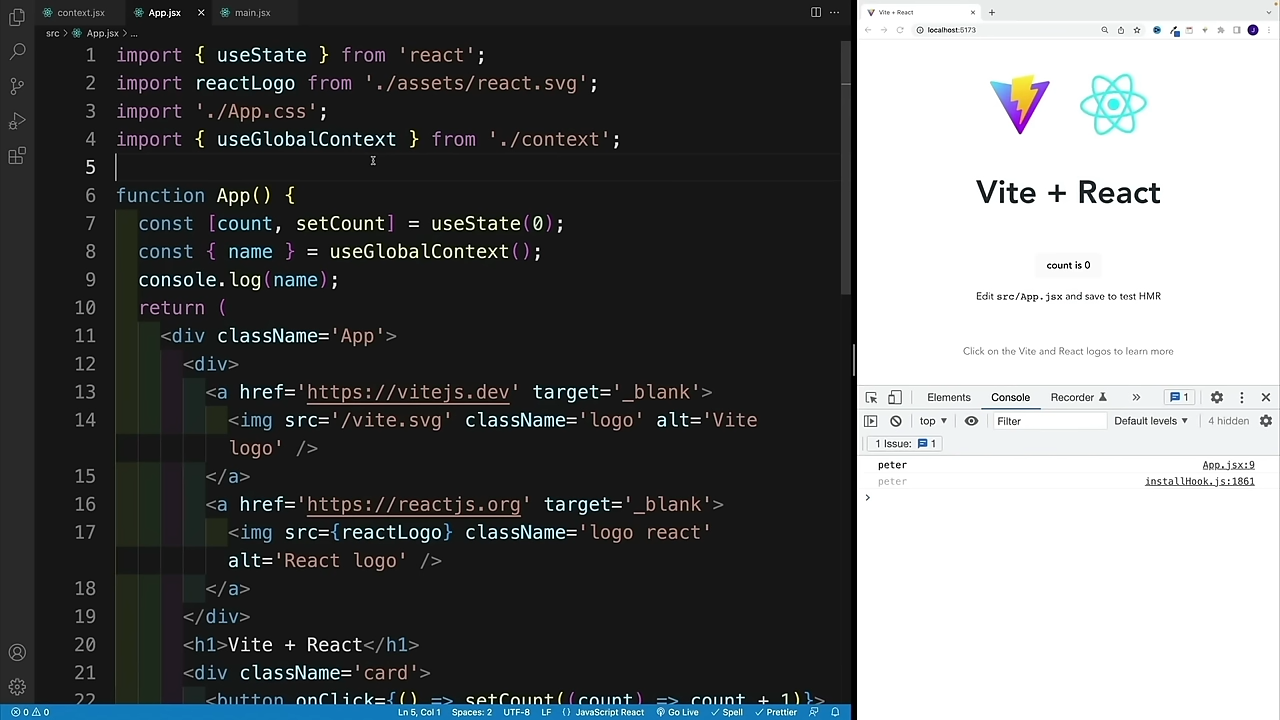 context.jsx
App.jsx
main.jsx
src > App.jsx > ...
1 import { useState } from 'react';
2 import reactLogo from './assets/react.svg';
3 import './App.css';
4 import { useGlobalContext } from './context';
5
6 function App() {
7 const [count, setCount] = useState(0);
8 const { name } = useGlobalContext();
9 console.log(name);
10 return (
11 <div className='App'>
12 <div>
13 <a href='https://vitejs.dev' target='_blank'>
14 <img src='/vite.svg' className='logo' alt='Vite
logo' />
15 </a>
16 <a href='https://reactjs.org' target='_blank'>
17 <img src={reactLogo} className='logo react'
alt='React logo' />
18 </a>
19 </div>
20 <h1>Vite + React</h1>
21 <div className='card'>
22 <button onClick={() => setCount((count) => count + 1)}>
0 0
Ln 5, Col 1
Spaces: 2
UTF-8
LF
{ } JavaScript React
Go Live
Spell
Prettier
Vite + React
localhost:5173
J
Vite + React
count is 0
Edit src/App.jsx and save to test HMR
Click on the Vite and React logos to learn more
Elements
Console
Recorder
1
top
Filter
Default levels
4 hidden
1 Issue: 1
peter App.jsx:9
peter installHook.js:1861